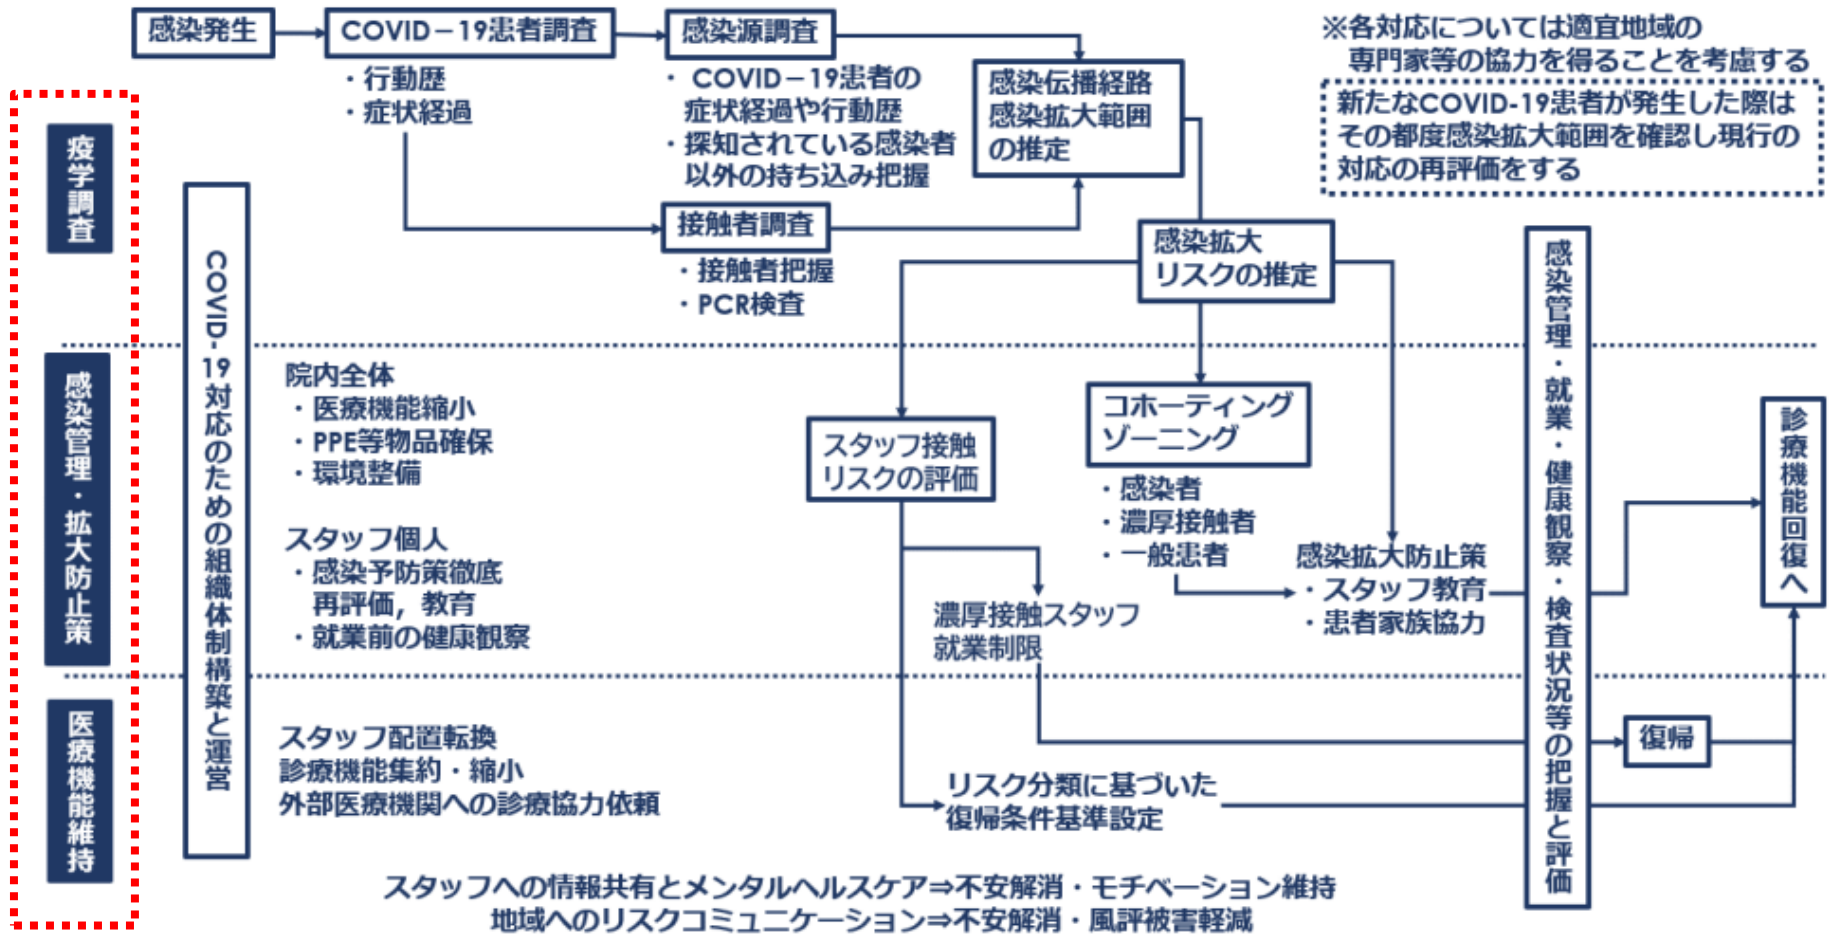 感染発生
COVID－19患者調査
・行動歴
・症状経過
感染源調査
・COVID－19患者の
症状経過や行動歴
・探知されている感染者
以外の持ち込み把握
接触者調査
・接触者把握
・PCR検査
感染伝播経路
感染拡大範囲
の推定
※各対応については適宜地域の
専門家等の協力を得ることを考慮する
新たなCOVID-19患者が発生した際は
その都度感染拡大範囲を確認し現行の
対応の再評価をする
感染拡大
リスクの推定
疫学調査
感染管理・拡大防止策
医療機能維持
COVID-19対応のための組織体制構築と運営
院内全体
・医療機能縮小
・PPE等物品確保
・環境整備
スタッフ個人
・感染予防策徹底
再評価，教育
・就業前の健康観察
スタッフ配置転換
診療機能集約・縮小
外部医療機関への診療協力依頼
スタッフ接触
リスクの評価
コホーティング
ゾーニング
・感染者
・濃厚接触者
・一般患者
濃厚接触スタッフ
就業制限
感染拡大防止策
・スタッフ教育
・患者家族協力
リスク分類に基づいた
復帰条件基準設定
感染管理・就業・健康観察・検査状況等の把握と評価
復帰
診療機能回復へ
スタッフへの情報共有とメンタルヘルスケア⇒不安解消・モチベーション維持
地域へのリスクコミュニケーション⇒不安解消・風評被害軽減